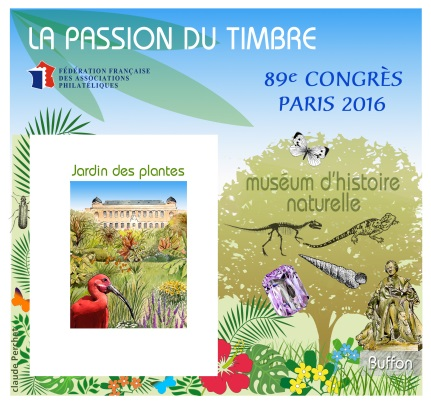 LA PASSION DU TIMBRE
FÉDÉRATION FRANÇAISE
DES ASSOCIATIONS
PHILATÉLIQUES
89e CONGRÈS
PARIS 2016
Jardin des plantes
muséum d'histoire
naturelle
Buffon
claude Perchat